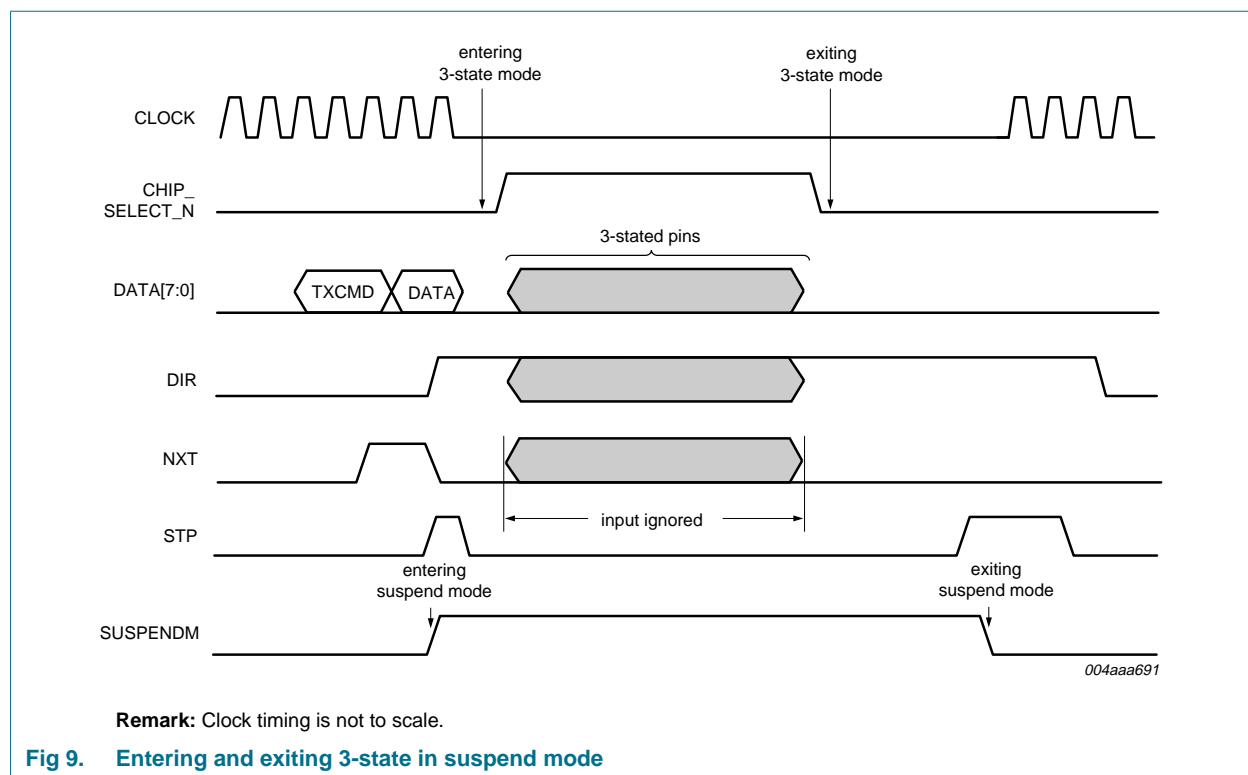 entering
3-state mode
exiting
3-state mode
CLOCK
CHIP_
SELECT_N
3-stated pins
DATA[7:0]
TXCMD
DATA
DIR
NXT
input ignored
STP
entering
suspend mode
exiting
suspend mode
SUSPENDM
004aaa691
Remark: Clock timing is not to scale.
Fig 9. Entering and exiting 3-state in suspend mode